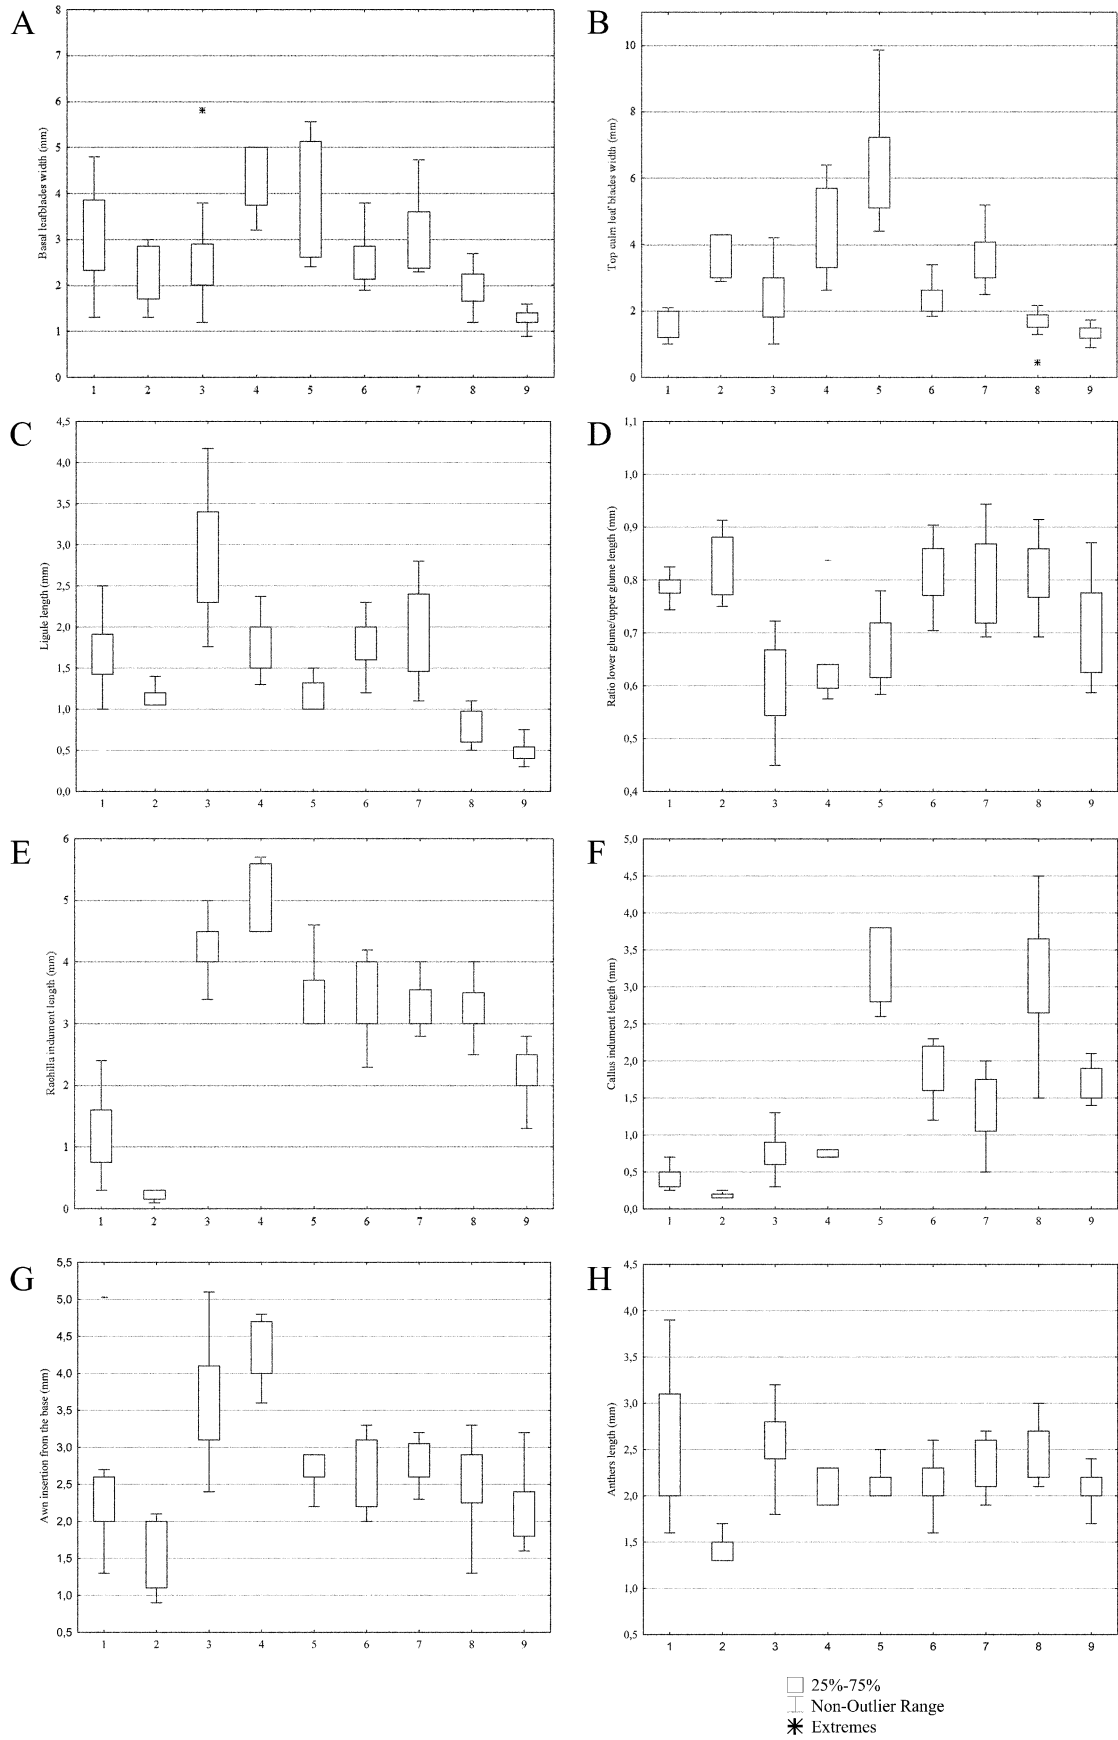 A
Basal leafblades width (mm)
8
7
6
5
4
3
2
1
0
1 2 3 4 5 6 7 8 9
B
Top culm leaf blades width (mm)
10
8
6
4
2
0
1 2 3 4 5 6 7 8 9
C
Ligule length (mm)
4,5
4,0
3,5
3,0
2,5
2,0
1,5
1,0
0,5
0,0
1 2 3 4 5 6 7 8 9
D
Ratio lower glume/upper glume length (mm)
1,1
1,0
0,9
0,8
0,7
0,6
0,5
0,4
1 2 3 4 5 6 7 8 9
E
Rachilla indument length (mm)
6
5
4
3
2
1
0
1 2 3 4 5 6 7 8 9
F
Callus indument length (mm)
5,0
4,5
4,0
3,5
3,0
2,5
2,0
1,5
1,0
0,5
0,0
1 2 3 4 5 6 7 8 9
G
Awn insertion from the base (mm)
5,5
5,0
4,5
4,0
3,5
3,0
2,5
2,0
1,5
1,0
0,5
1 2 3 4 5 6 7 8 9
H
Anthers length (mm)
4,5
4,0
3,5
3,0
2,5
2,0
1,5
1,0
0,5
1 2 3 4 5 6 7 8 9
25%-75%
Non-Outlier Range
Extremes